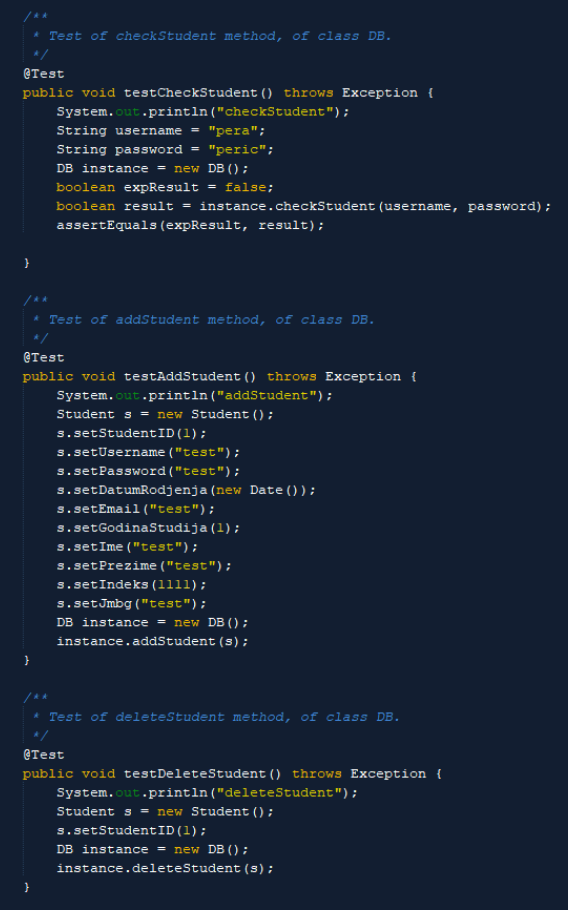 /**
 * Test of checkStudent method, of class DB.
 */
@Test
public void testCheckStudent() throws Exception {
    System.out.println("checkStudent");
    String username = "pera";
    String password = "peric";
    DB instance = new DB();
    boolean expResult = false;
    boolean result = instance.checkStudent(username, password);
    assertEquals(expResult, result);
}
/**
 * Test of addStudent method, of class DB.
 */
@Test
public void testAddStudent() throws Exception {
    System.out.println("addStudent");
    Student s = new Student();
    s.setStudentID(1);
    s.setUsername("test");
    s.setPassword("test");
    s.setDatumRodjenja(new Date());
    s.setEmail("test");
    s.setGodinaStudija(1);
    s.setIme("test");
    s.setPrezime("test");
    s.setIndeks(1111);
    s.setJmbg("test");
    DB instance = new DB();
    instance.addStudent(s);
}
/**
 * Test of deleteStudent method, of class DB.
 */
@Test
public void testDeleteStudent() throws Exception {
    System.out.println("deleteStudent");
    Student s = new Student();
    s.setStudentID(1);
    DB instance = new DB();
    instance.deleteStudent(s);
}